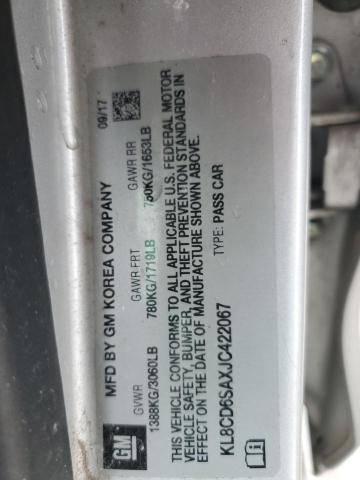 GM
MFD BY GM KOREA COMPANY 09/17
GVWR GAWR FRT GAWR RR
1388KG/3060LB 780KG/1719LB 750KG/1653LB
THIS VEHICLE CONFORMS TO ALL APPLICABLE U.S. FEDERAL MOTOR
VEHICLE SAFETY, BUMPER, AND THEFT PREVENTION STANDARDS IN
EFFECT ON THE DATE OF MANUFACTURE SHOWN ABOVE.
TYPE: PASS CAR
KL8CD6SAXJC422067